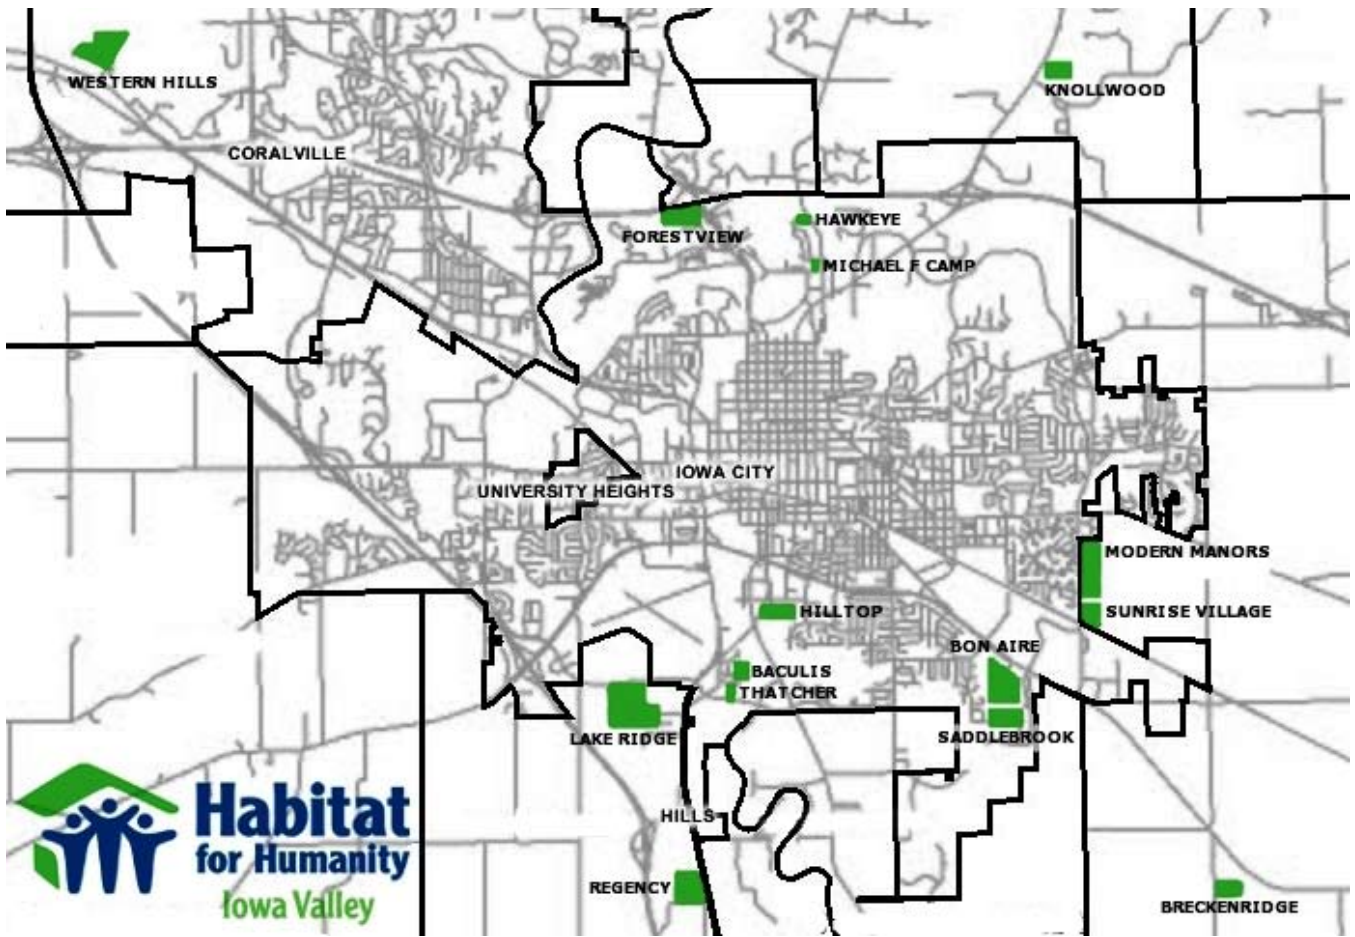 WESTERN HILLS
KNOLLWOOD
CORALVILLE
HAWKEYE
FORESTVIEW
MICHAEL F CAMP
IOWA CITY
UNIVERSITY HEIGHTS
MODERN MANORS
HILLTOP
SUNRISE VILLAGE
BON AIRE
BACULIS
THATCHER
LAKE RIDGE
SADDLEBROOK
HILLS
REGENCY
BRECKENRIDGE
Habitat
for Humanity
Iowa Valley